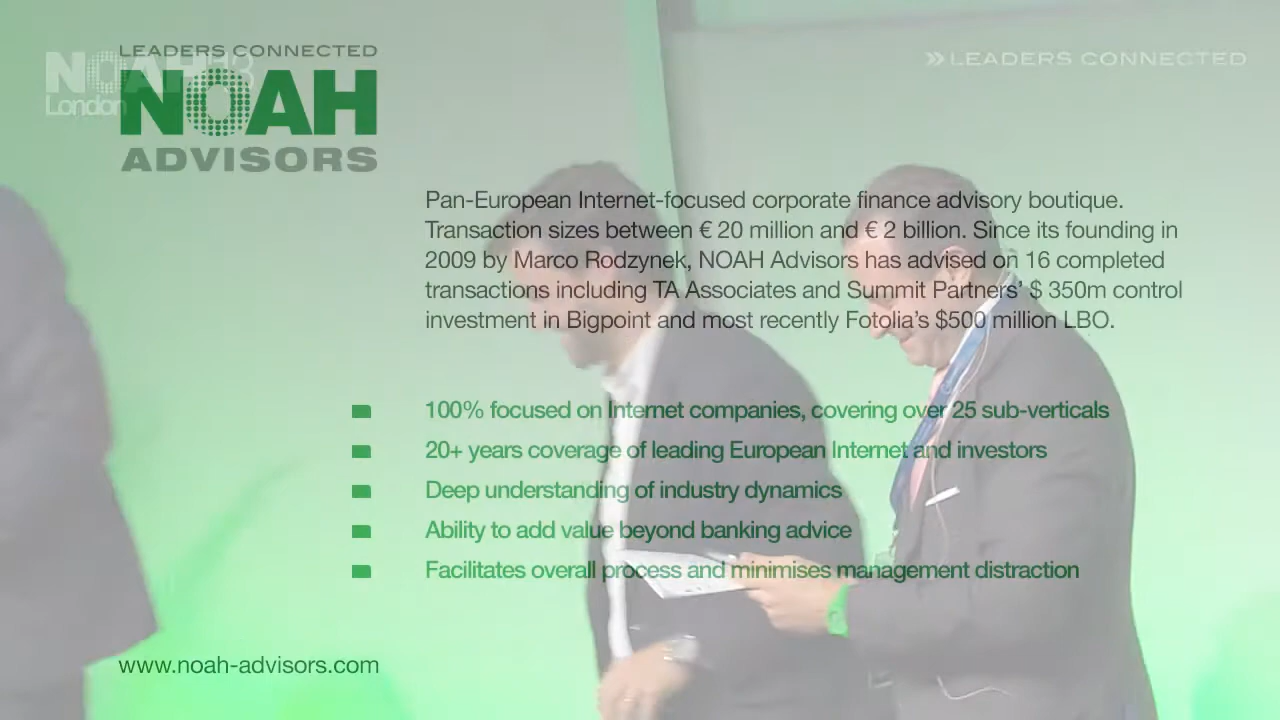 LEADERS CONNECTED
NOAH13
London
NOAH
ADVISORS
»LEADERS CONNECTED
Pan-European Internet-focused corporate finance advisory boutique.
Transaction sizes between € 20 million and € 2 billion. Since its founding in
2009 by Marco Rodzynek, NOAH Advisors has advised on 16 completed
transactions including TA Associates and Summit Partners’ $ 350m control
investment in Bigpoint and most recently Fotolia’s $500 million LBO.
100% focused on Internet companies, covering over 25 sub-verticals
20+ years coverage of leading European Internet and investors
Deep understanding of industry dynamics
Ability to add value beyond banking advice
Facilitates overall process and minimises management distraction
www.noah-advisors.com